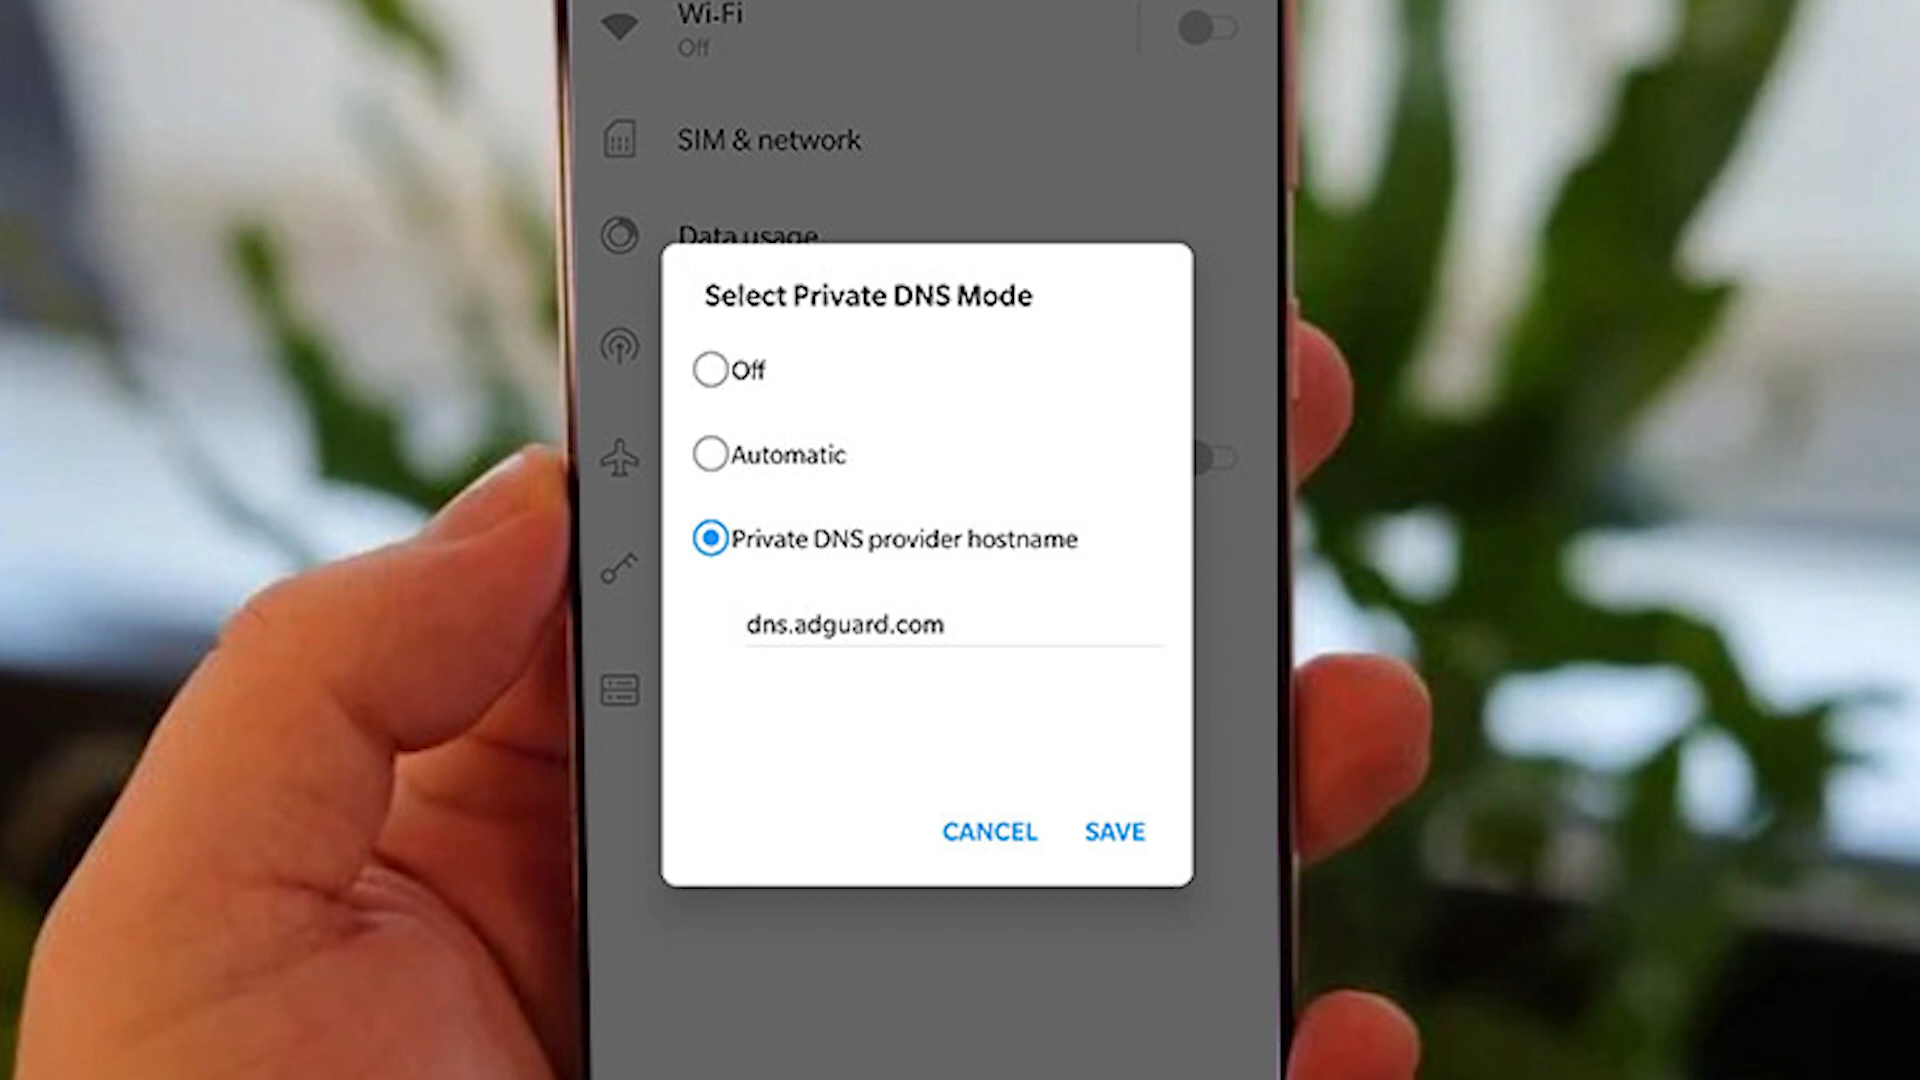 Wi-Fi
Off
SIM & network
Data usage
Select Private DNS Mode
Off
Automatic
Private DNS provider hostname
dns.adguard.com
CANCEL
SAVE